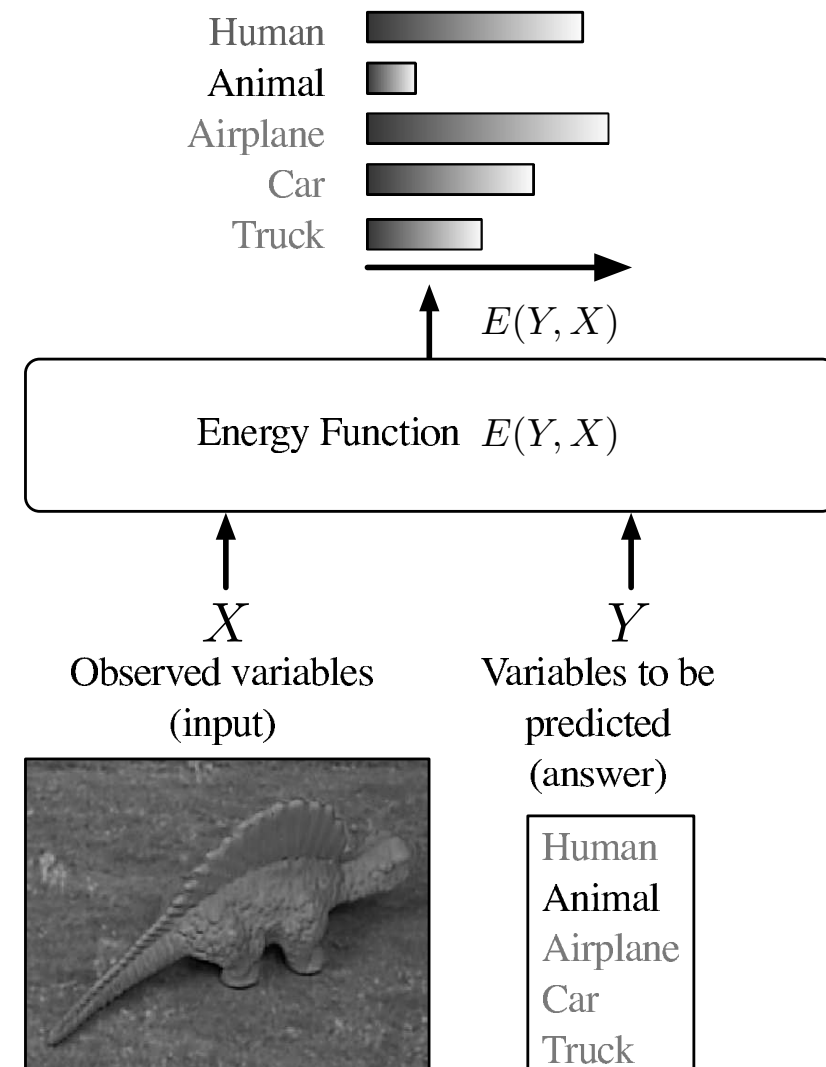 Human
Animal
Airplane
Car
Truck
E(Y, X)
Energy Function E(Y, X)
X
Observed variables
(input)
Y
Variables to be
predicted
(answer)
Human
Animal
Airplane
Car
Truck